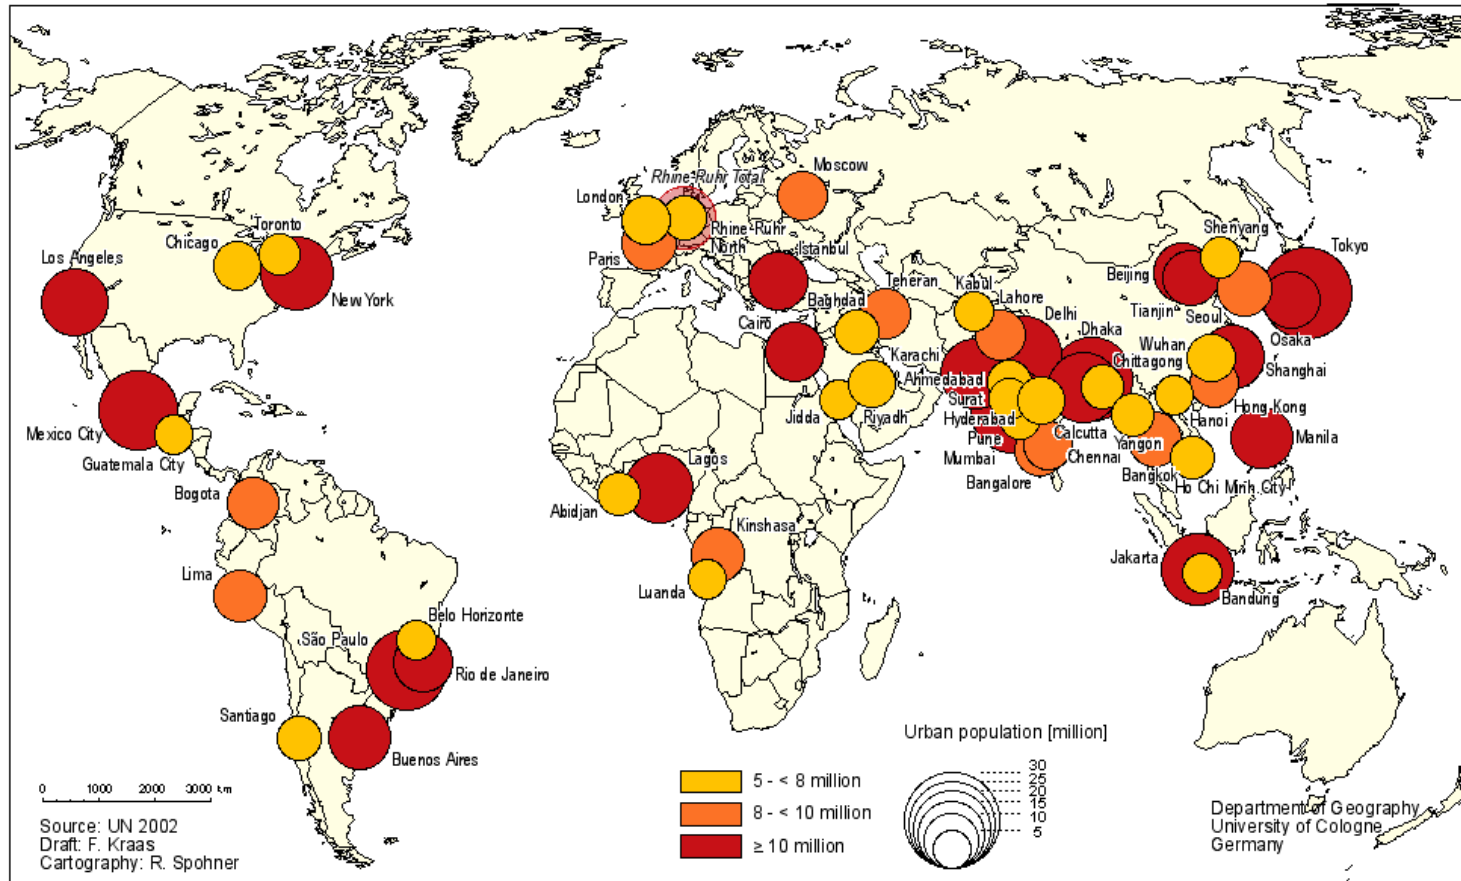 Moscow
Rhine-Ruhr Total
London
Toronto
Chicago
Rhine-Ruhr
North
Shenyang
Tokyo
Los Angeles
Paris
Istanbul
Beijing
New York
Teheran
Kabul
Baghdad
Lahore
Tianjin
Seoul
Cairo
Delhi
Dhaka
Osaka
Wuhan
Karachi
Chittagong
Shanghai
Ahmedabad
Surat
Jidda
Riyadh
Hyderabad
Hong Kong
Hanoi
Mexico City
Pune
Calcutta
Yangon
Manila
Guatemala City
Mumbai
Chennai
Lagos
Bangkok
Bangalore
Ho Chi Minh City
Bogota
Abidjan
Kinshasa
Jakarta
Lima
Luanda
Bandung
Belo Horizonte
São Paulo
Rio de Janeiro
Santiago
Buenos Aires
Urban population [million]
30
25
20
15
10
5
5 - < 8 million
8 - < 10 million
≥ 10 million
0 1000 2000 3000 km
Source: UN 2002
Draft: F. Kraas
Cartography: R. Spohner
Department of Geography
University of Cologne
Germany